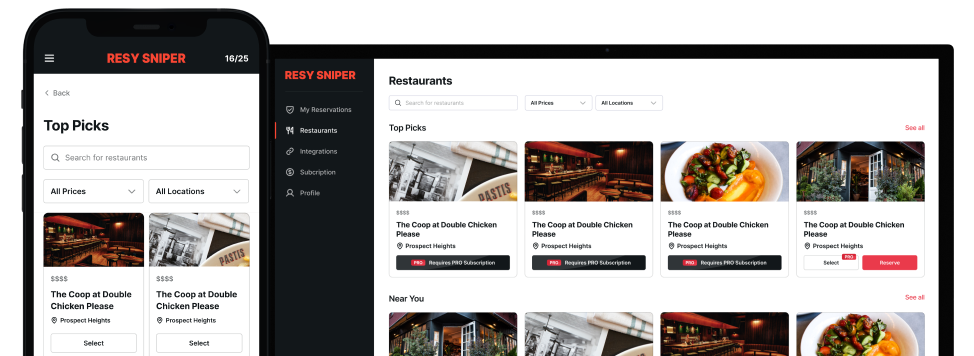 RESY SNIPER
16/25
Back
Top Picks
Search for restaurants
All Prices
All Locations
PASTIS
$$$$
$$$$
The Coop at Double
Chicken Please
The Coop at Double
Chicken Please
Prospect Heights
Prospect Heights
Select
Select
RESY SNIPER
My Reservations
Restaurants
Integrations
Subcription
Profile
Restaurants
Search for restaurants
All Prices
All Locations
Top Picks
See all
PASTIS
$$$$
The Coop at Double Chicken
Please
Prospect Heights
PRO Requires PRO Subscription
$$$$
The Coop at Double Chicken
Please
Prospect Heights
PRO Requires PRO Subscription
$$$$
The Coop at Double Chicken
Please
Prospect Heights
PRO Requires PRO Subscription
$$$$
The Coop at Double Chicken
Please
Prospect Heights
Select
PRO
Reserve
Near You
See all
PASTIS